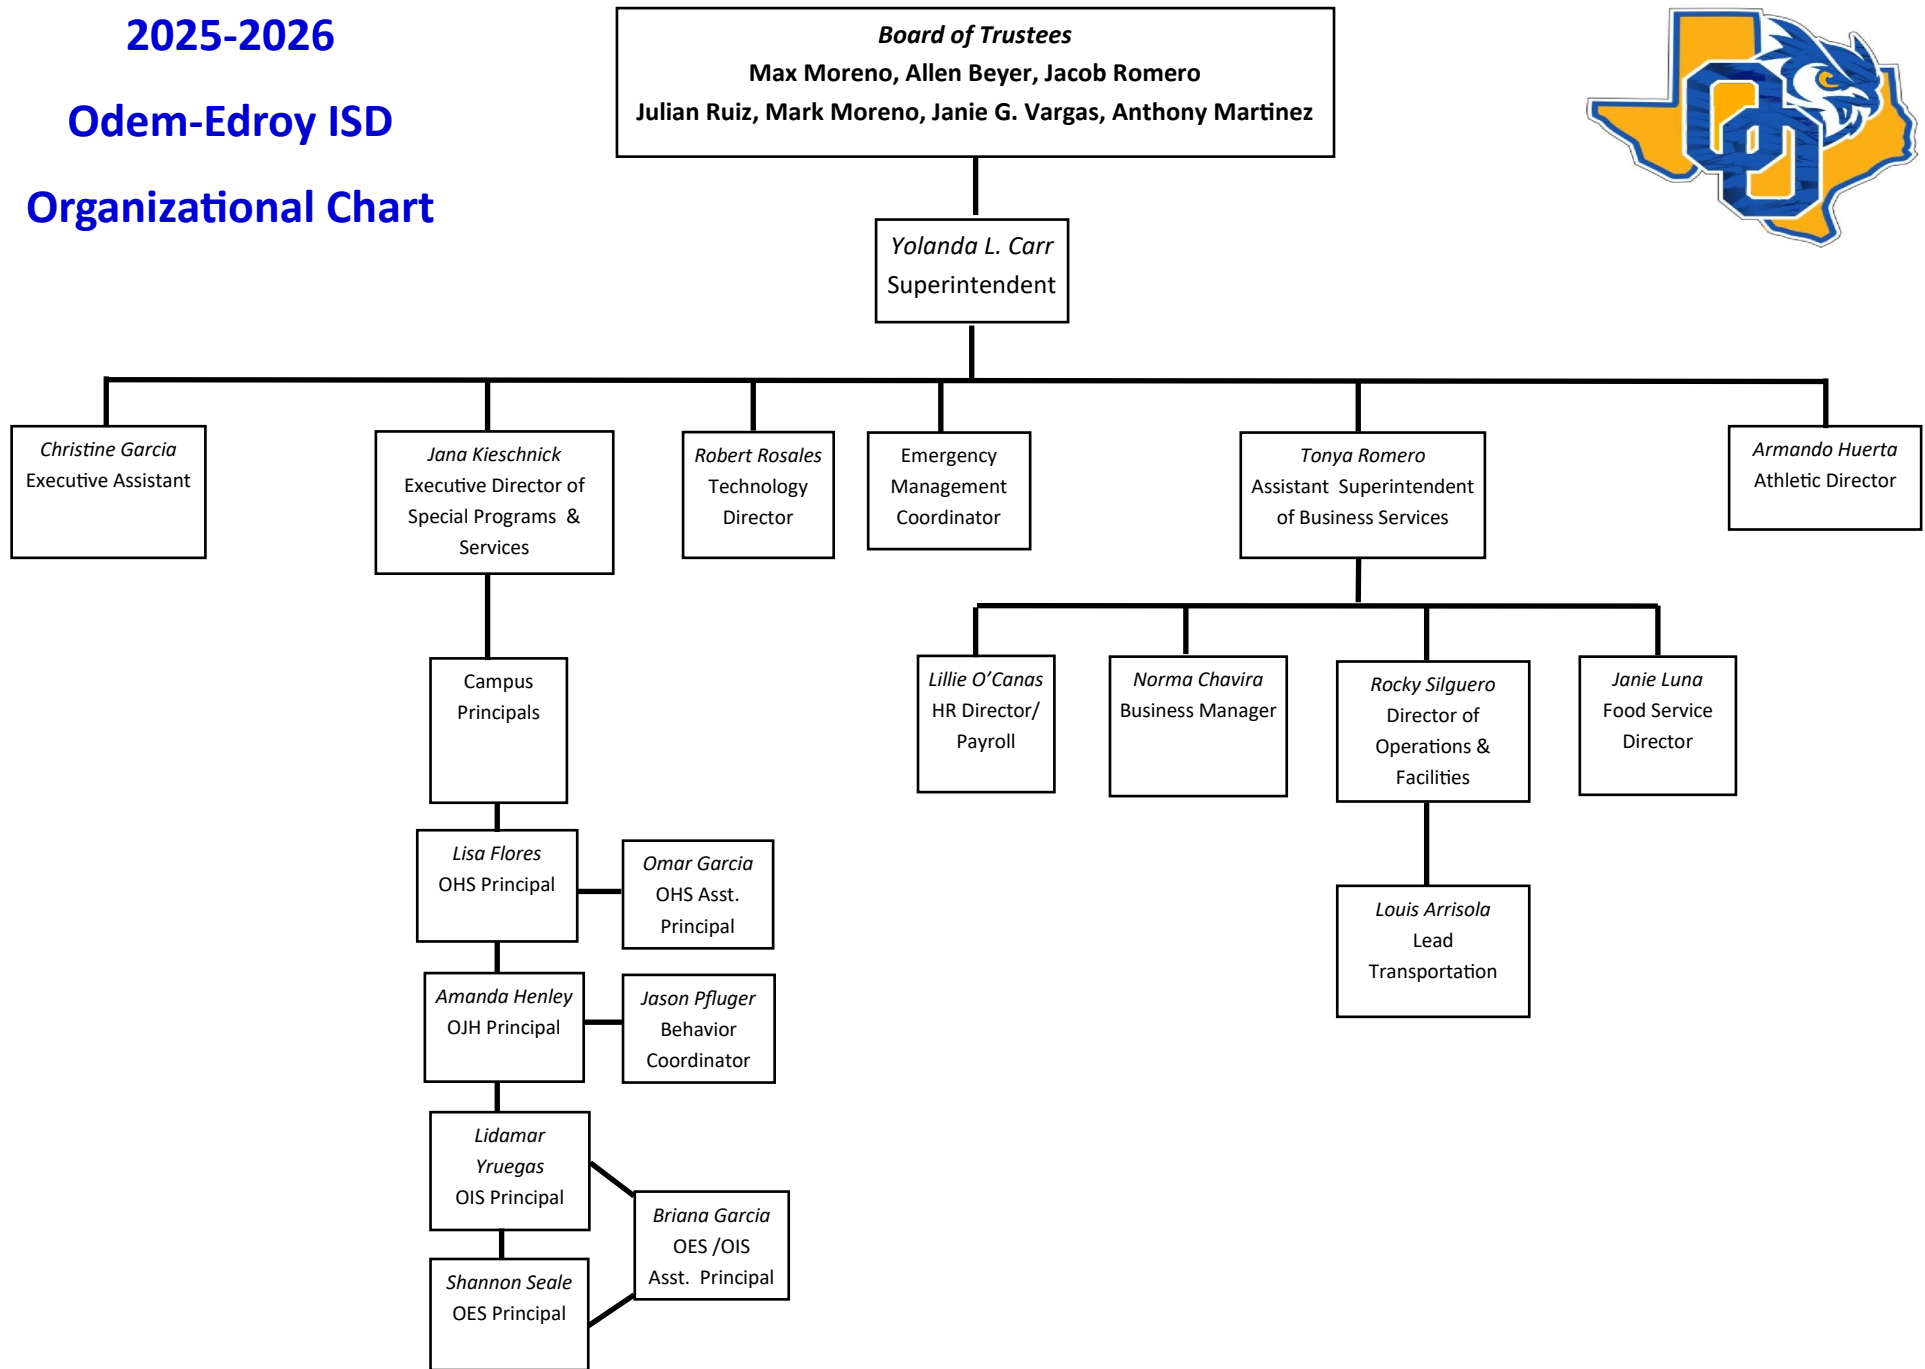 2025-2026
Odem-Edroy ISD
Organizational Chart
Board of Trustees
Max Moreno, Allen Beyer, Jacob Romero
Julian Ruiz, Mark Moreno, Janie G. Vargas, Anthony Martinez
Yolanda L. Carr
Superintendent
Christine Garcia
Executive Assistant
Jana Kieschnick
Executive Director of
Special Programs &
Services
Robert Rosales
Technology
Director
Emergency
Management
Coordinator
Tonya Romero
Assistant Superintendent
of Business Services
Armando Huerta
Athletic Director
Campus
Principals
Lillie O’Canas
HR Director/
Payroll
Norma Chavira
Business Manager
Rocky Silguero
Director of
Operations &
Facilities
Janie Luna
Food Service
Director
Lisa Flores
OHS Principal
Omar Garcia
OHS Asst.
Principal
Louis Arrisola
Lead
Transportation
Amanda Henley
OJH Principal
Jason Pfluger
Behavior
Coordinator
Lidamar
Yruegas
OIS Principal
Briana Garcia
OES /OIS
Asst. Principal
Shannon Seale
OES Principal